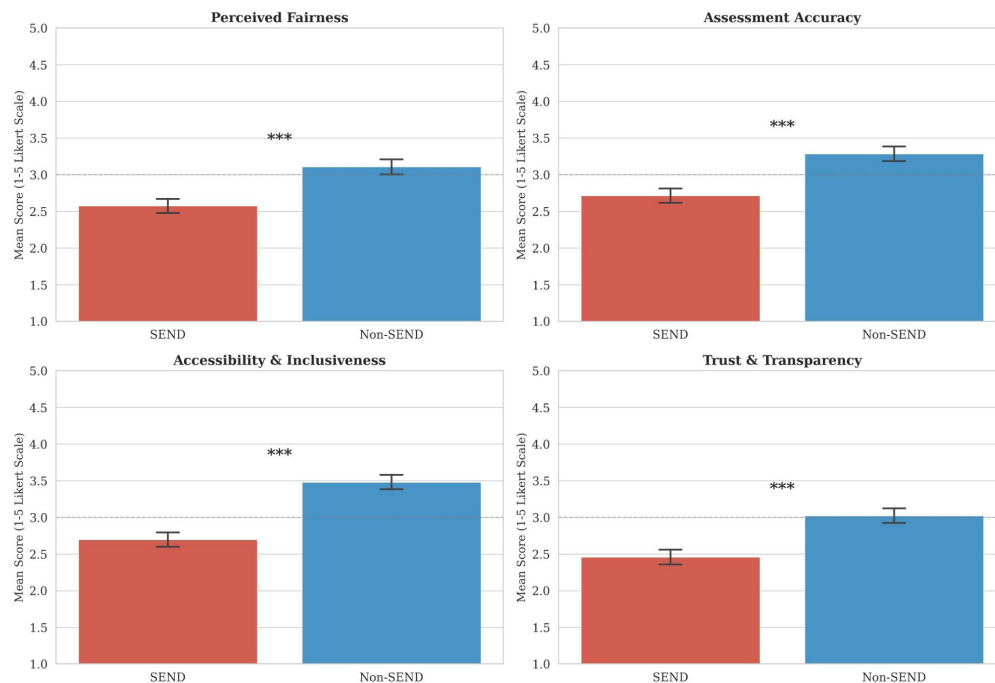 Perceived Fairness
Mean Score (1-5 Likert Scale)
5.0
4.5
4.0
3.5
3.0
2.5
2.0
1.5
1.0
***
SEND
Non-SEND
Assessment Accuracy
Mean Score (1-5 Likert Scale)
5.0
4.5
4.0
3.5
3.0
2.5
2.0
1.5
1.0
***
SEND
Non-SEND
Accessibility & Inclusiveness
Mean Score (1-5 Likert Scale)
5.0
4.5
4.0
3.5
3.0
2.5
2.0
1.5
1.0
***
SEND
Non-SEND
Trust & Transparency
Mean Score (1-5 Likert Scale)
5.0
4.5
4.0
3.5
3.0
2.5
2.0
1.5
1.0
***
SEND
Non-SEND